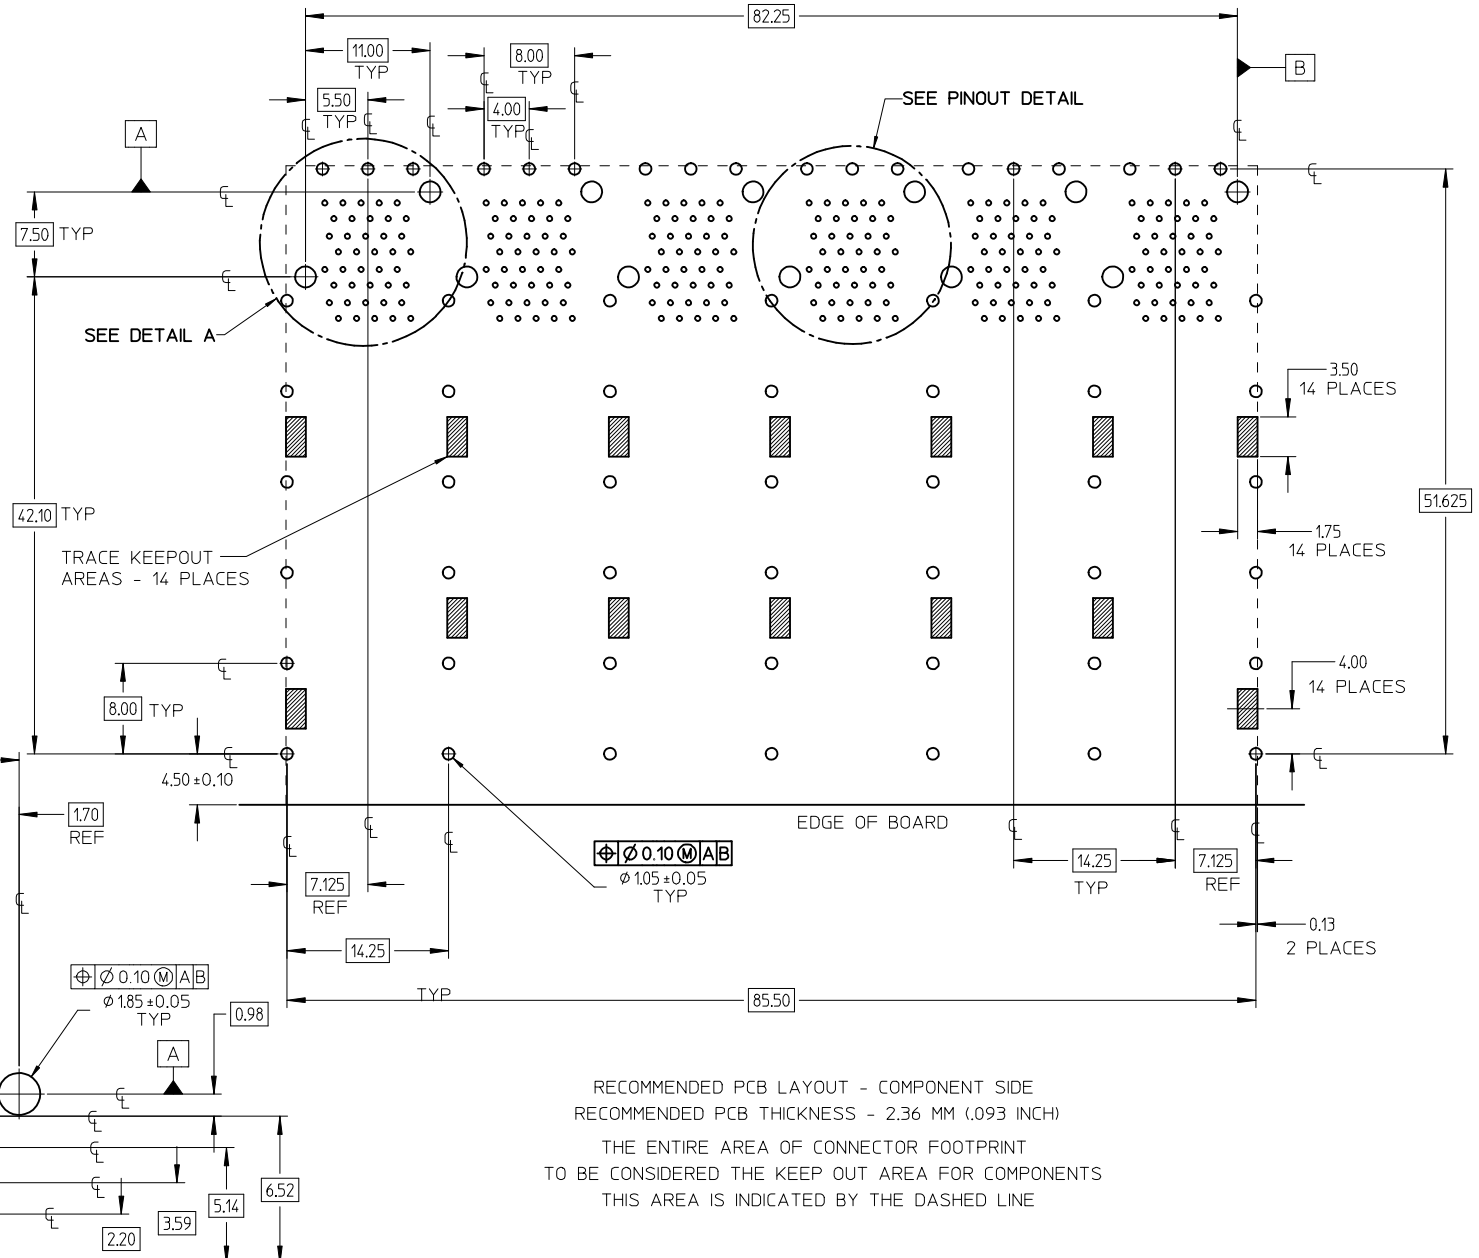 82.25
11.00
TYP
8.00
TYP
B
5.50
TYP
4.00
TYP
SEE PINOUT DETAIL
A
7.50 TYP
SEE DETAIL A
3.50
14 PLACES
42.10 TYP
51.625
1.75
14 PLACES
TRACE KEEPOUT
AREAS - 14 PLACES
4.00
14 PLACES
8.00 TYP
4.50 ±0.10
1.70
REF
EDGE OF BOARD
⌖ Ø 0.10 Ⓜ A B
Ø 1.05 ±0.05
TYP
14.25
TYP
7.125
REF
7.125
REF
0.13
2 PLACES
14.25
TYP
85.50
⌖ Ø 0.10 Ⓜ A B
Ø 1.85 ±0.05
TYP
0.98
A
RECOMMENDED PCB LAYOUT - COMPONENT SIDE
RECOMMENDED PCB THICKNESS - 2.36 MM (.093 INCH)
THE ENTIRE AREA OF CONNECTOR FOOTPRINT
TO BE CONSIDERED THE KEEP OUT AREA FOR COMPONENTS
THIS AREA IS INDICATED BY THE DASHED LINE
6.52
5.14
3.59
2.20